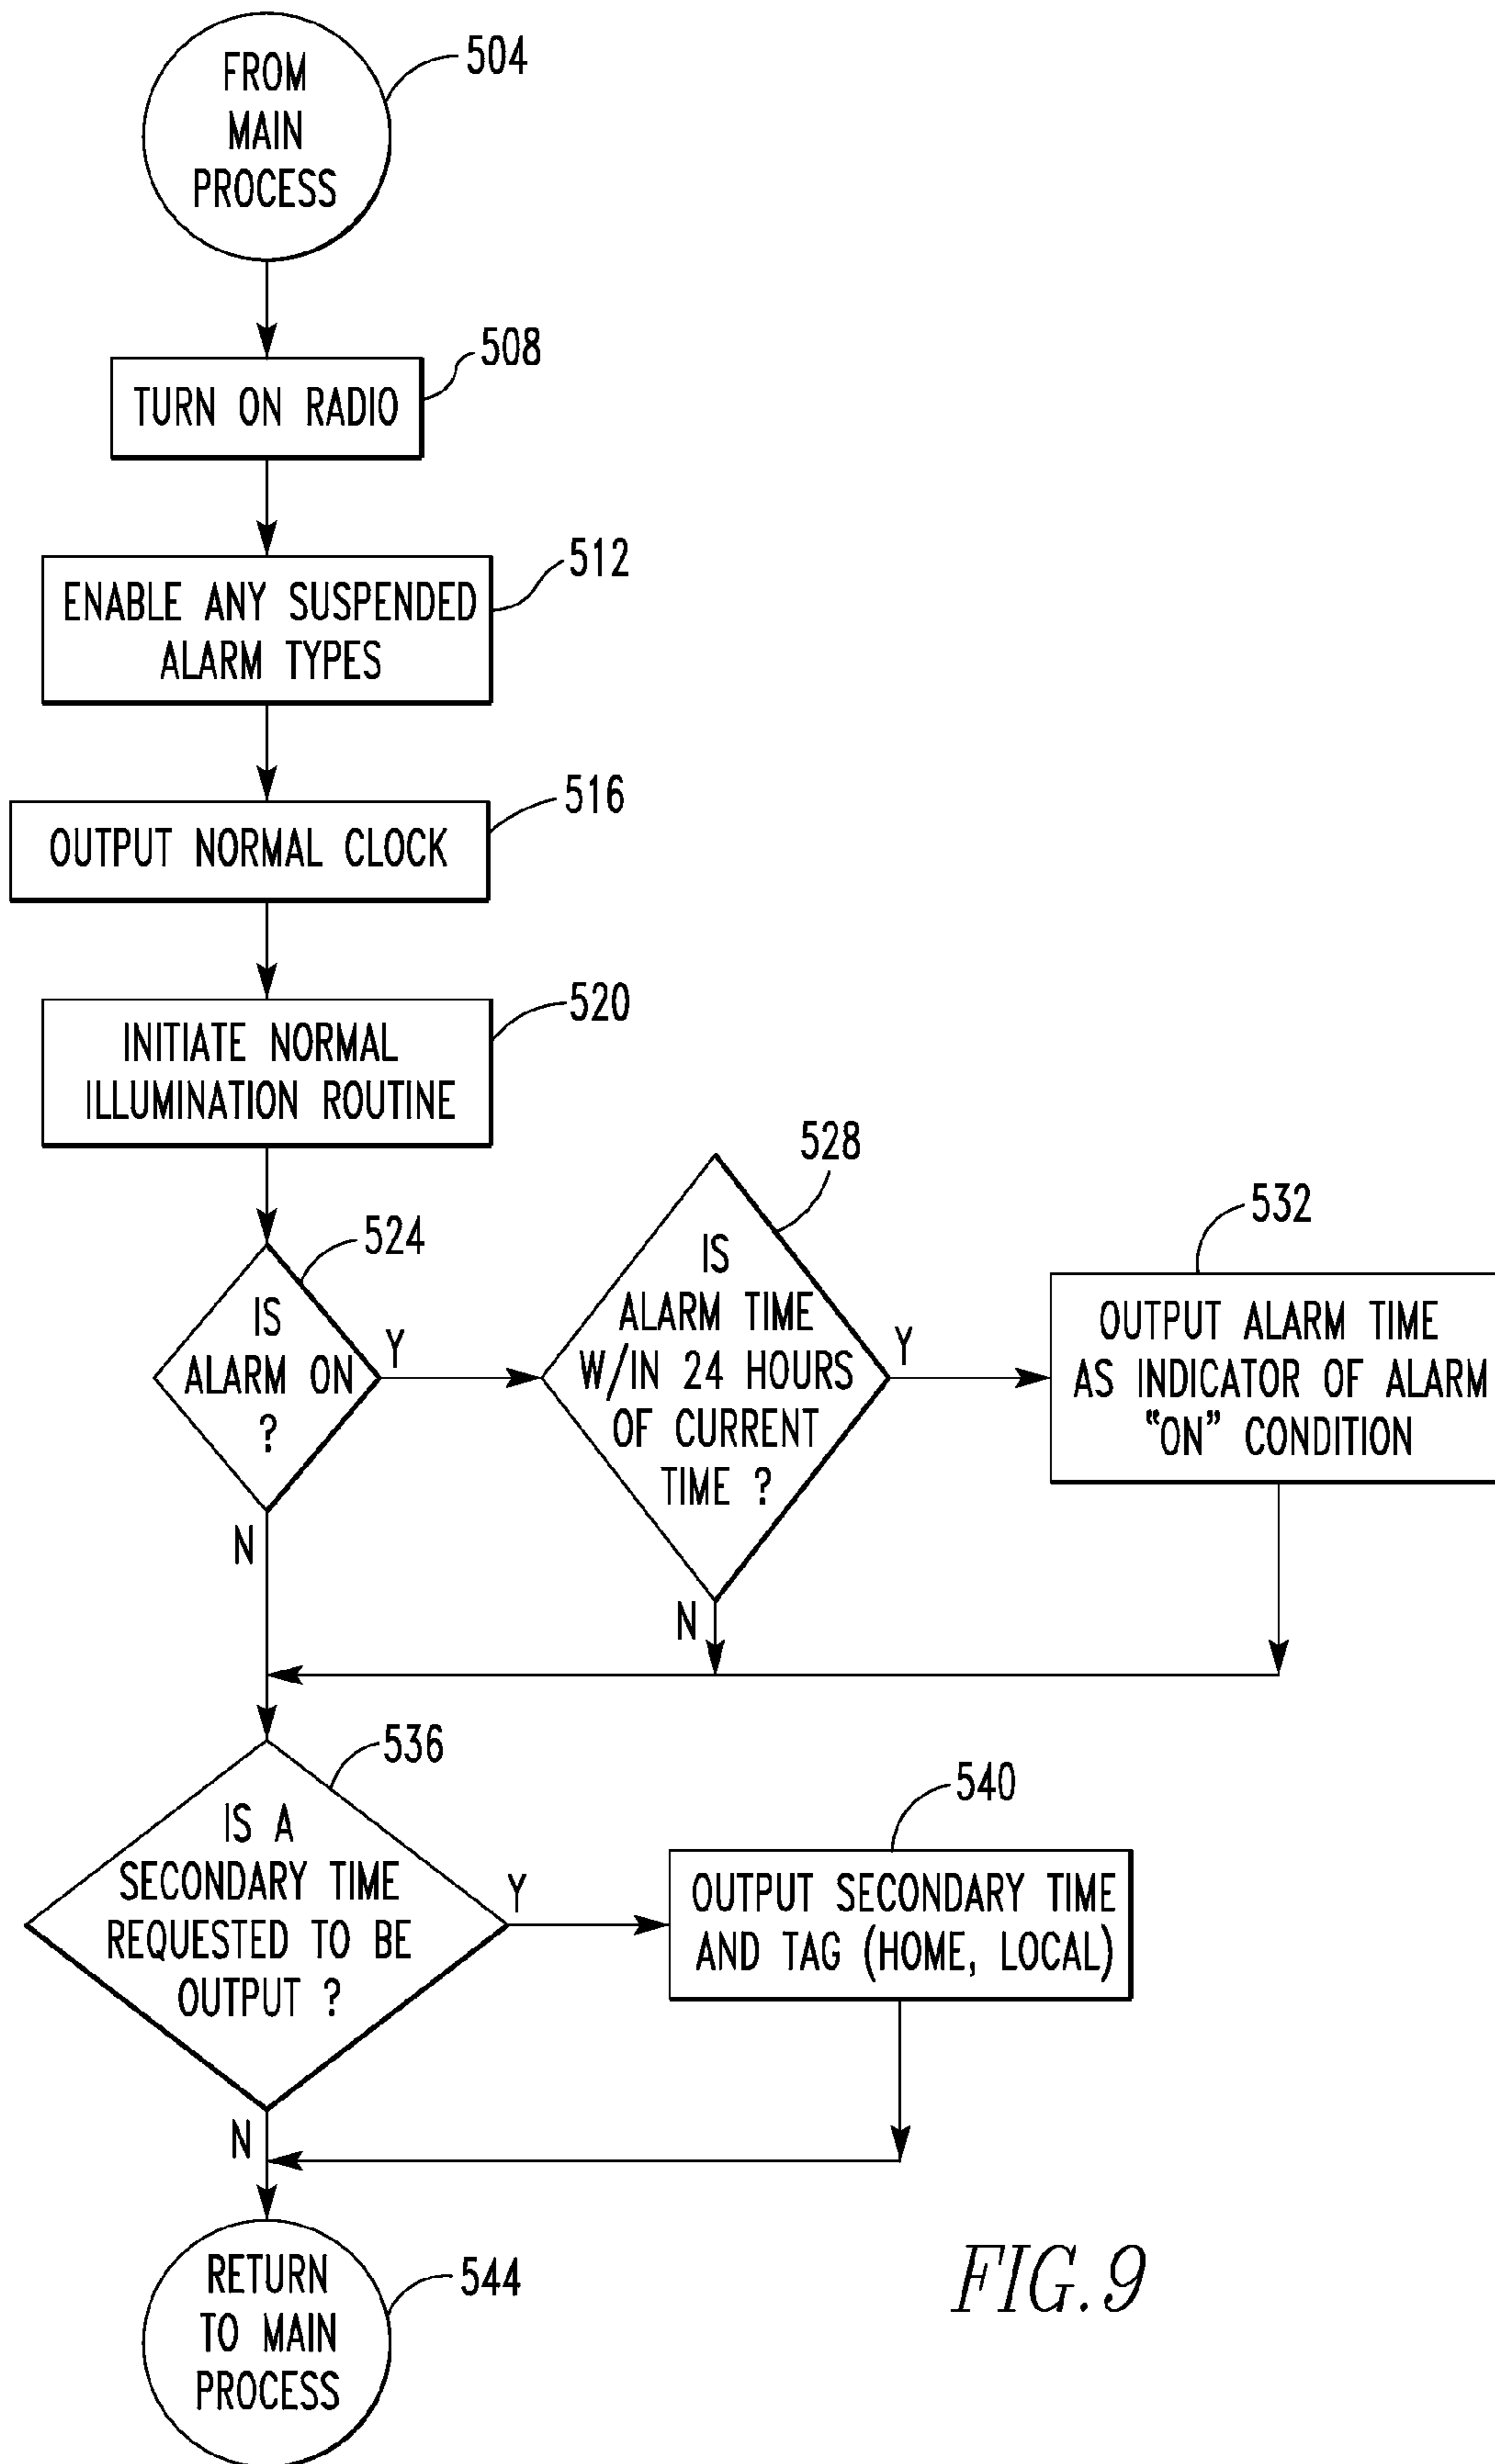 FROM
MAIN
PROCESS
504
TURN ON RADIO
508
ENABLE ANY SUSPENDED
ALARM TYPES
512
OUTPUT NORMAL CLOCK
516
INITIATE NORMAL
ILLUMINATION ROUTINE
520
IS
ALARM ON
?
524
Y
N
IS
ALARM TIME
W/IN 24 HOURS
OF CURRENT
TIME ?
528
Y
N
OUTPUT ALARM TIME
AS INDICATOR OF ALARM
“ON” CONDITION
532
IS A
SECONDARY TIME
REQUESTED TO BE
OUTPUT ?
536
Y
N
OUTPUT SECONDARY TIME
AND TAG (HOME, LOCAL)
540
RETURN
TO MAIN
PROCESS
544
FIG.9